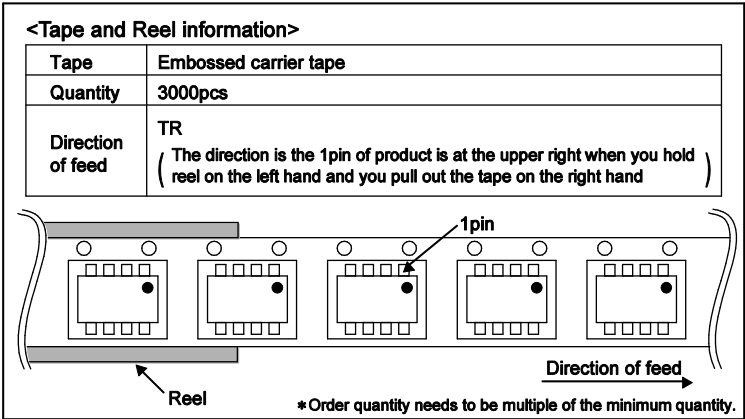 <Tape and Reel information>
Tape Embossed carrier tape
Quantity 3000pcs
Direction of feed TR
( The direction is the 1pin of product is at the upper right when you hold
reel on the left hand and you pull out the tape on the right hand )
1pin
Direction of feed
Reel
*Order quantity needs to be multiple of the minimum quantity.